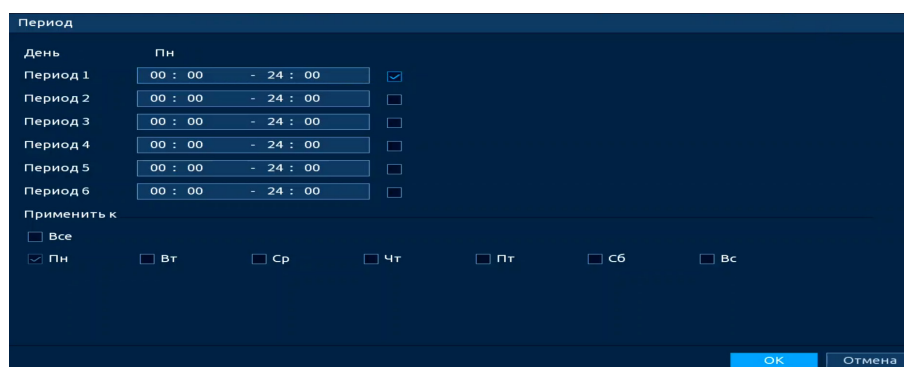 Период
День Пн
Период 1 00 : 00 - 24 : 00
Период 2 00 : 00 - 24 : 00
Период 3 00 : 00 - 24 : 00
Период 4 00 : 00 - 24 : 00
Период 5 00 : 00 - 24 : 00
Период 6 00 : 00 - 24 : 00
Применить к
Все
Пн Вт Ср Чт Пт Сб Вс
OK Отмена